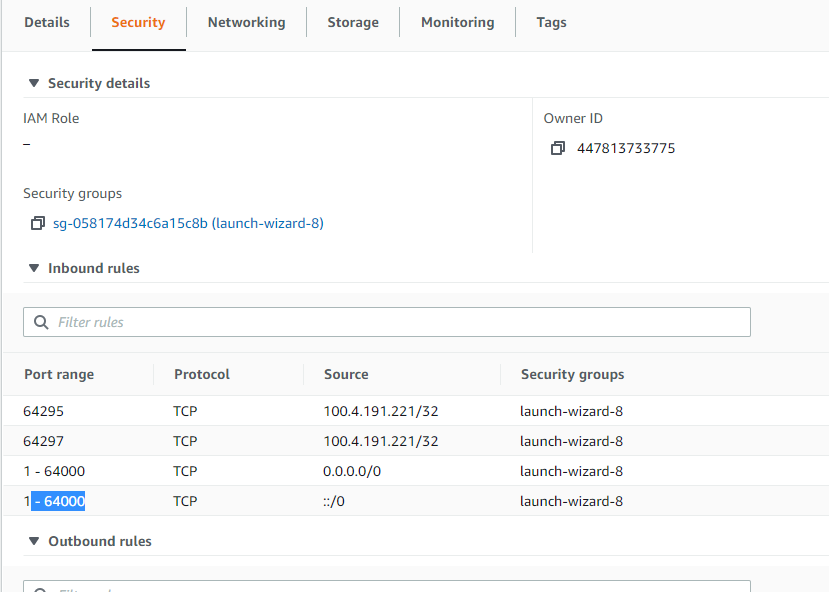 Details Security Networking Storage Monitoring Tags
Security details
IAM Role Owner ID
– 447813733775
Security groups
sg-058174d34c6a15c8b (launch-wizard-8)
Inbound rules
Filter rules
Port range Protocol Source Security groups
64295 TCP 100.4.191.221/32 launch-wizard-8
64297 TCP 100.4.191.221/32 launch-wizard-8
1 - 64000 TCP 0.0.0.0/0 launch-wizard-8
1 - 64000 TCP ::/0 launch-wizard-8
Outbound rules